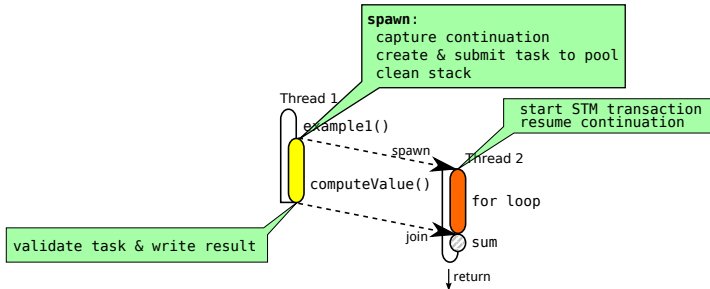 spawn:
capture continuation
create & submit task to pool
clean stack
Thread 1
start STM transaction
resume continuation
example1()
spawn
Thread 2
computeValue()
for loop
validate task & write result
join
sum
return